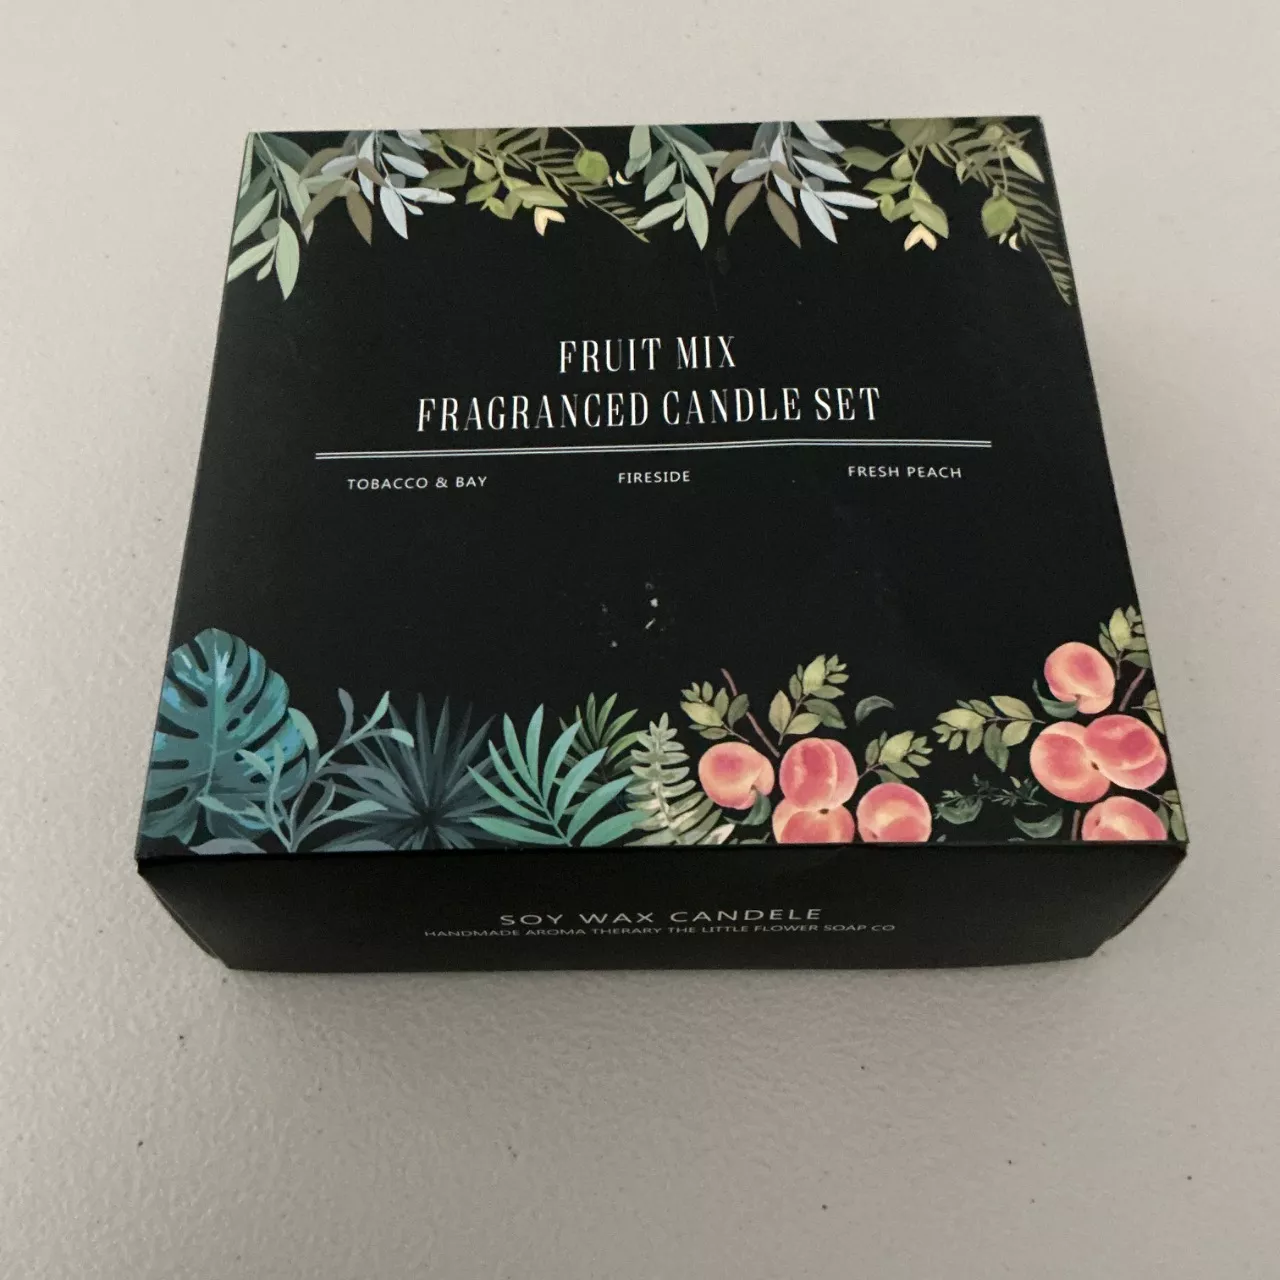 FRUIT MIX
FRAGRANCED CANDLE SET
TOBACCO & BAY FIRESIDE FRESH PEACH
SOY WAX CANDELE
HANDMADE AROMA THERARY THE LITTLE FLOWER SOAP CO